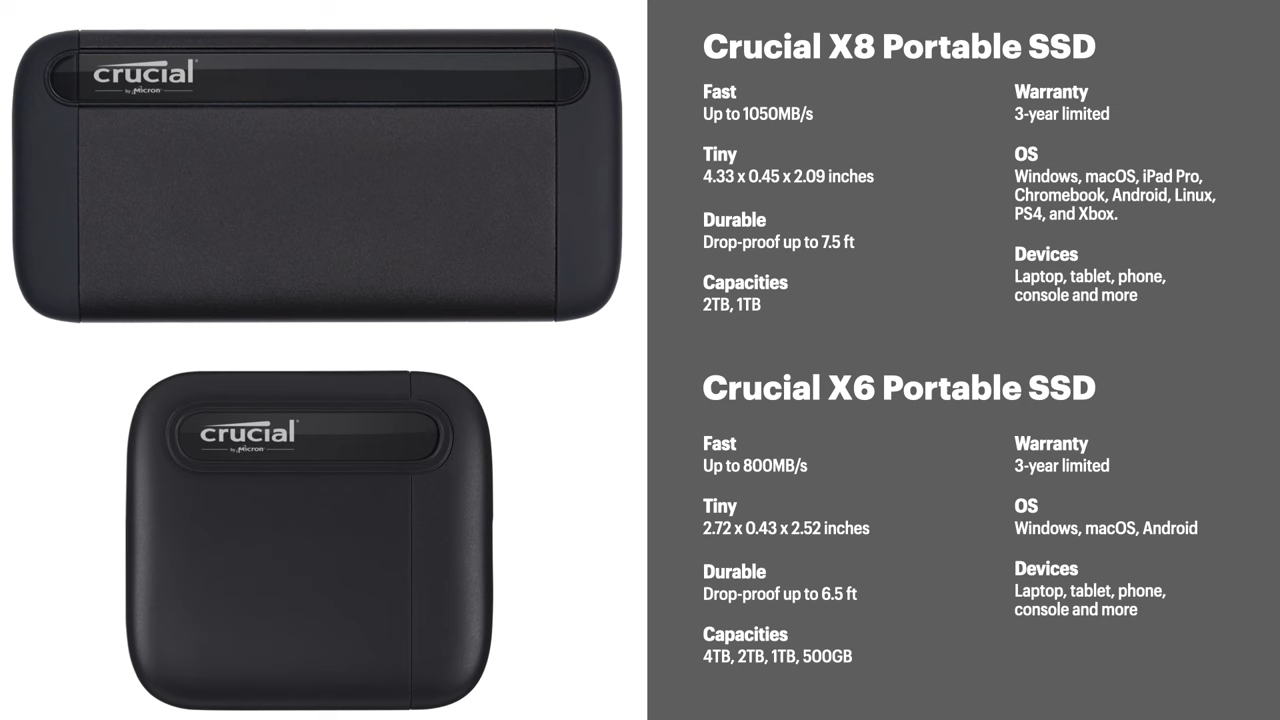 crucial
by Micron
Crucial X8 Portable SSD
Fast
Up to 1050MB/s
Tiny
4.33 x 0.45 x 2.09 inches
Durable
Drop-proof up to 7.5 ft
Capacities
2TB, 1TB
Warranty
3-year limited
OS
Windows, macOS, iPad Pro,
Chromebook, Android, Linux,
PS4, and Xbox.
Devices
Laptop, tablet, phone,
console and more
crucial
by Micron
Crucial X6 Portable SSD
Fast
Up to 800MB/s
Tiny
2.72 x 0.43 x 2.52 inches
Durable
Drop-proof up to 6.5 ft
Capacities
4TB, 2TB, 1TB, 500GB
Warranty
3-year limited
OS
Windows, macOS, Android
Devices
Laptop, tablet, phone,
console and more